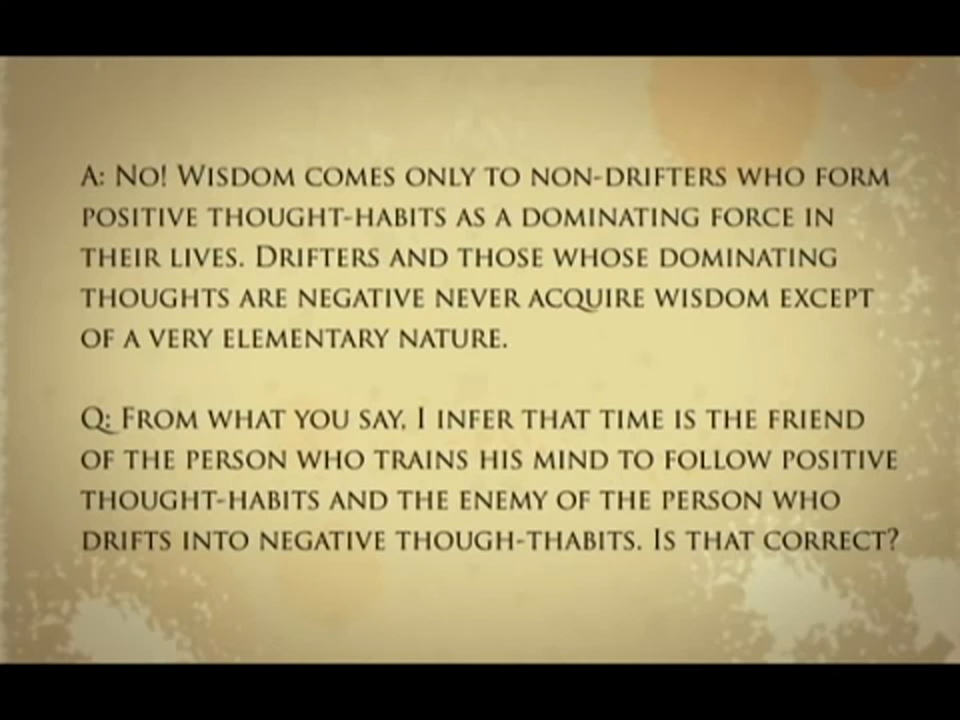 A: No! Wisdom comes only to non-drifters who form
positive thought-habits as a dominating force in
their lives. Drifters and those whose dominating
thoughts are negative never acquire wisdom except
of a very elementary nature.
Q: From what you say, I infer that time is the friend
of the person who trains his mind to follow positive
thought-habits and the enemy of the person who
drifts into negative though-thabits. Is that correct?